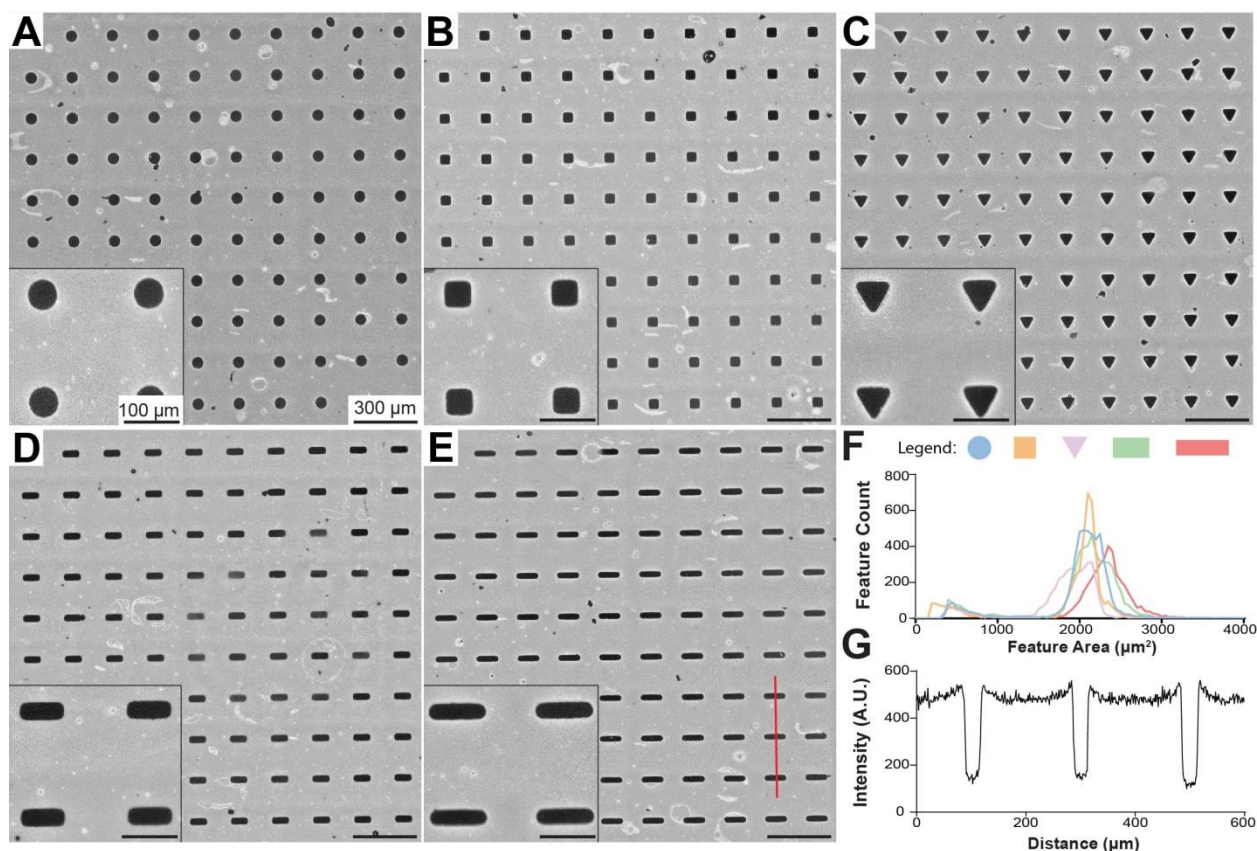 A
B
C
100 µm
300 µm
D
E
F
Legend:
Feature Count
800
600
400
200
0
0 1000 2000 3000 4000
Feature Area (µm²)
G
Intensity (A.U.)
600
400
200
0
0 200 400 600
Distance (µm)